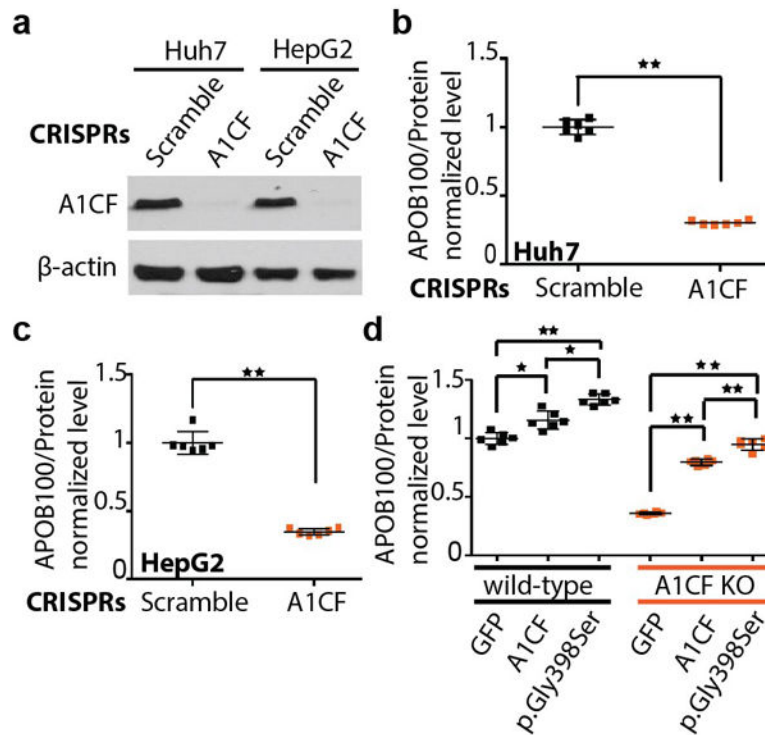 a
Huh7 HepG2
CRISPRs
Scramble
A1CF
Scramble
A1CF
A1CF
β-actin
b
APOB100/Protein
normalized level
1.5
1
0.5
0
★★
Huh7
CRISPRs Scramble A1CF
c
APOB100/Protein
normalized level
1.5
1
0.5
0
★★
HepG2
CRISPRs Scramble A1CF
d
APOB100/Protein
normalized level
1.5
1
0.5
0
★★
★
★
★★
★★
★★
wild-type A1CF KO
GFP
A1CF
p.Gly398Ser
GFP
A1CF
p.Gly398Ser